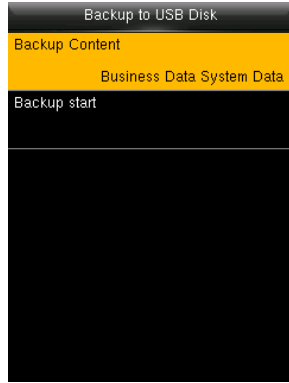 Backup to USB Disk
Backup Content
Business Data System Data
Backup start